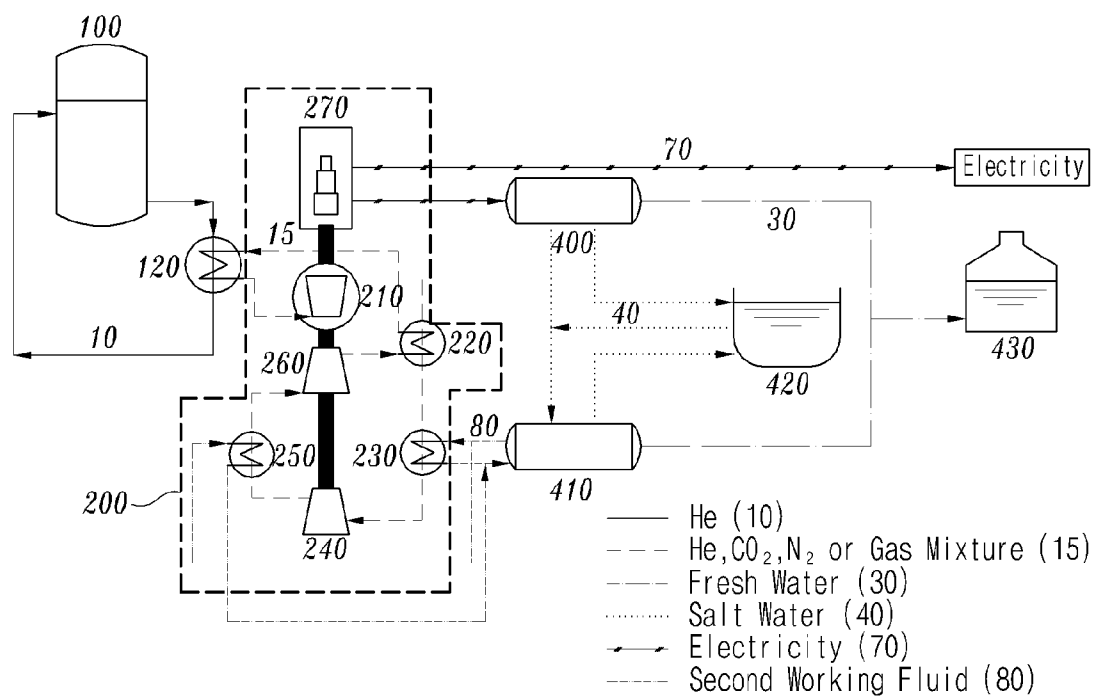 100
270
70
Electricity
15
400
30
120
210
40
10
260
220
420
430
80
250
230
200
410
240
He (10)
He,CO₂,N₂ or Gas Mixture (15)
Fresh Water (30)
Salt Water (40)
Electricity (70)
Second Working Fluid (80)